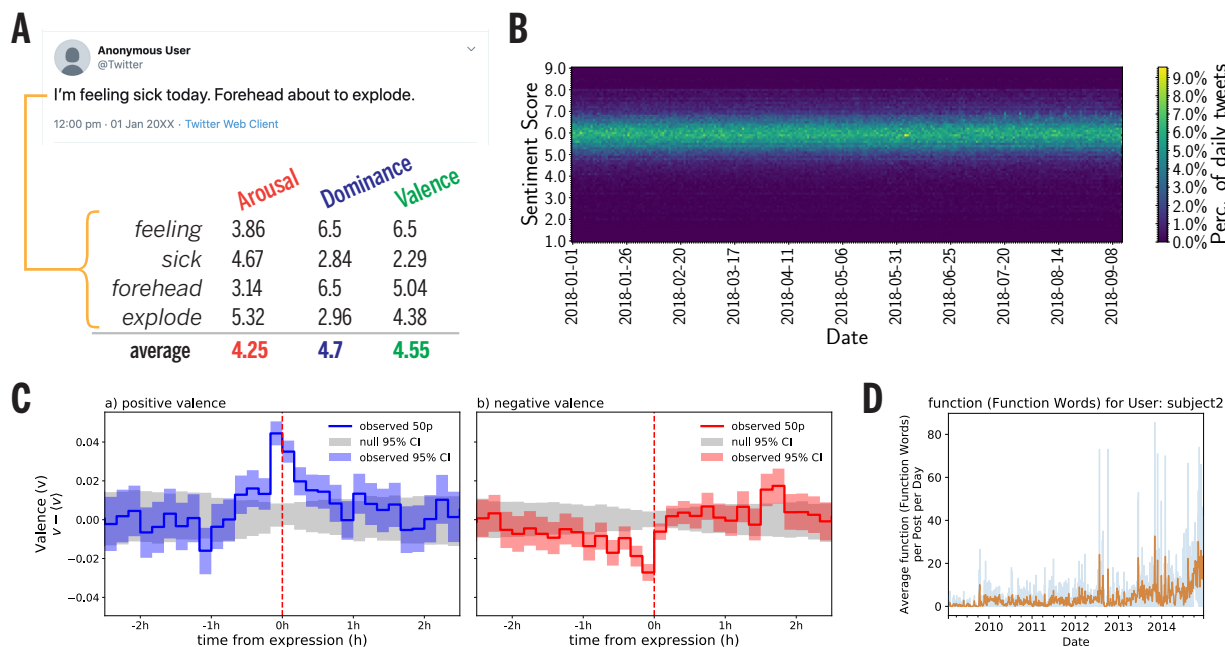 A
Anonymous User
@Twitter
I'm feeling sick today. Forehead about to explode.
12:00 pm · 01 Jan 20XX · Twitter Web Client
Arousal Dominance Valence
feeling 3.86 6.5 6.5
sick 4.67 2.84 2.29
forehead 3.14 6.5 5.04
explode 5.32 2.96 4.38
average 4.25 4.7 4.55
B
Sentiment Score
9.0
8.0
7.0
6.0
5.0
4.0
3.0
2.0
1.0
2018-01-01 2018-01-26 2018-02-20 2018-03-17 2018-04-11 2018-05-06 2018-05-31 2018-06-25 2018-07-20 2018-08-14 2018-09-08
Date
9.0%
8.0%
7.0%
6.0%
5.0%
4.0%
3.0%
2.0%
1.0%
0.0%
Perc. of daily tweets
C
a) positive valence
observed 50p
null 95% CI
observed 95% CI
Valence (v)
v − ⟨v⟩
0.04
0.02
0.00
−0.02
−0.04
-2h -1h 0h 1h 2h
time from expression (h)
b) negative valence
observed 50p
null 95% CI
observed 95% CI
-2h -1h 0h 1h 2h
time from expression (h)
D
function (Function Words) for User: subject2
Average function (Function Words)
per Post per Day
80
60
40
20
0
2010 2011 2012 2013 2014
Date